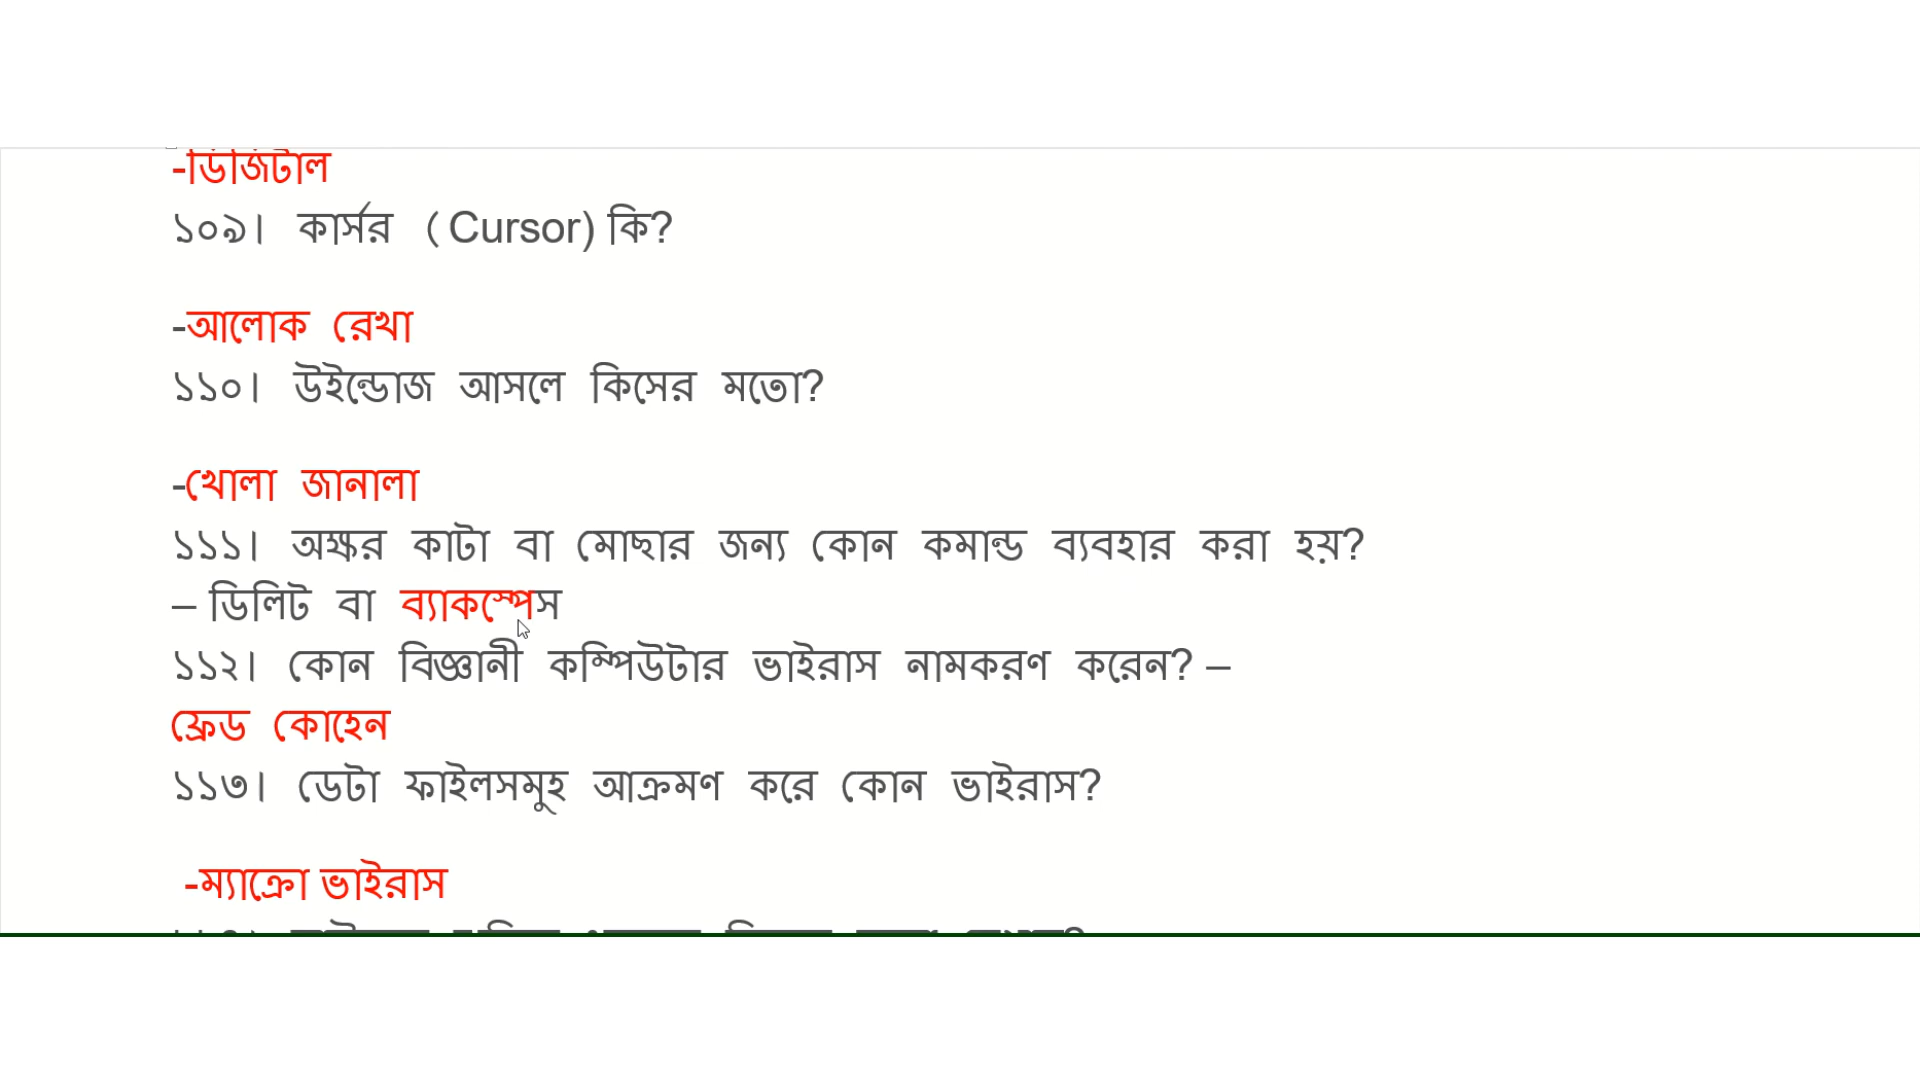 -ডিজিটাল
১০৯। কার্সর ( Cursor) কি?
-আলোক রেখা
১১০। উইন্ডোজ আসলে কিসের মতো?
-খোলা জানালা
১১১। অক্ষর কাটা বা মোছার জন্য কোন কমান্ড ব্যবহার করা হয়?
– ডিলিট বা ব্যাকস্পেস
১১২। কোন বিজ্ঞানী কম্পিউটার ভাইরাস নামকরণ করেন? –
ফ্রেড কোহেন
১১৩। ডেটা ফাইলসমুহ আক্রমণ করে কোন ভাইরাস?
-ম্যাক্রো ভাইরাস